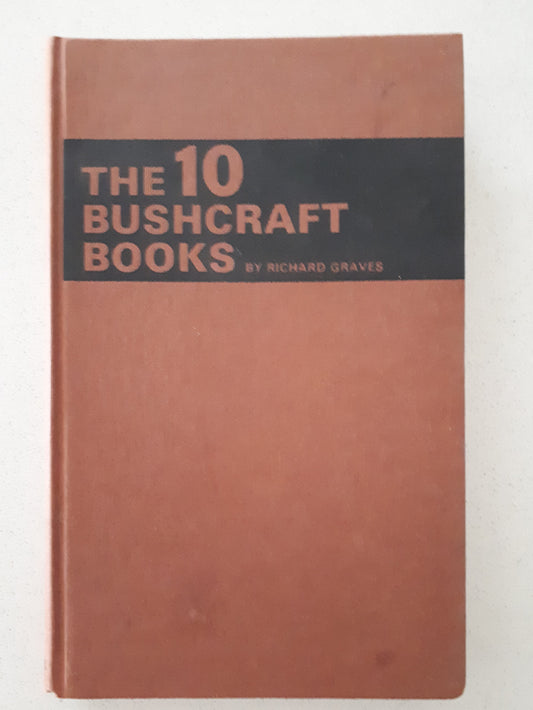 THE 10
BUSHCRAFT
BOOKS BY RICHARD GRAVES